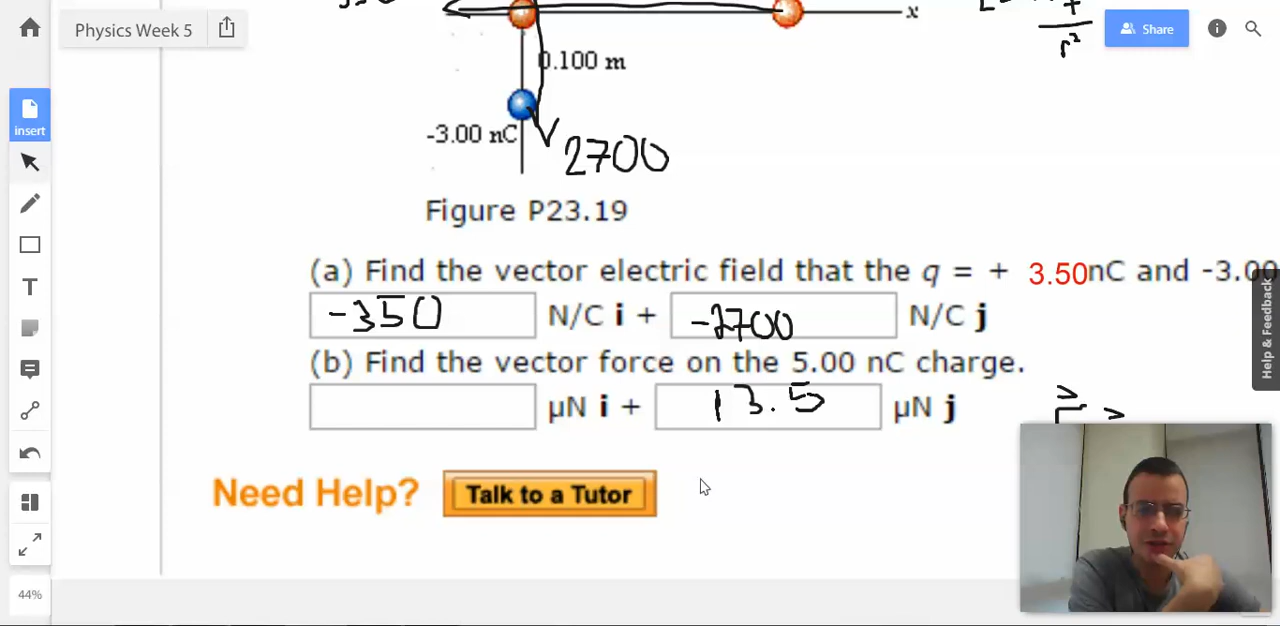 x
r²
Physics Week 5
Share
0.100 m
insert
-3.00 nC
2700
Figure P23.19
(a) Find the vector electric field that the q = + 3.50nC and -3.00
-350 N/C i + -2700 N/C j
(b) Find the vector force on the 5.00 nC charge.
µN i + 13.5 µN j
Need Help? Talk to a Tutor
Help & Feedback
44%